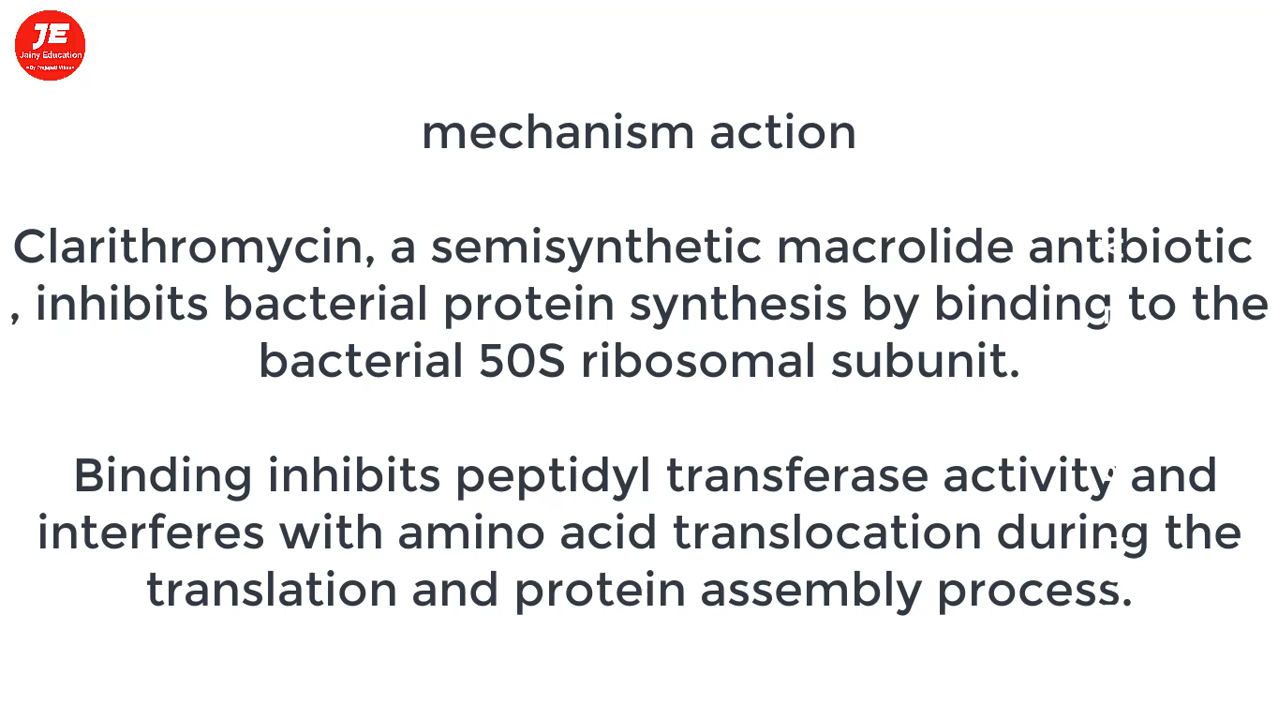 JE
Jainy Education
mechanism action
Clarithromycin, a semisynthetic macrolide antibiotic
, inhibits bacterial protein synthesis by binding to the
bacterial 50S ribosomal subunit.
Binding inhibits peptidyl transferase activity and
interferes with amino acid translocation during the
translation and protein assembly process.